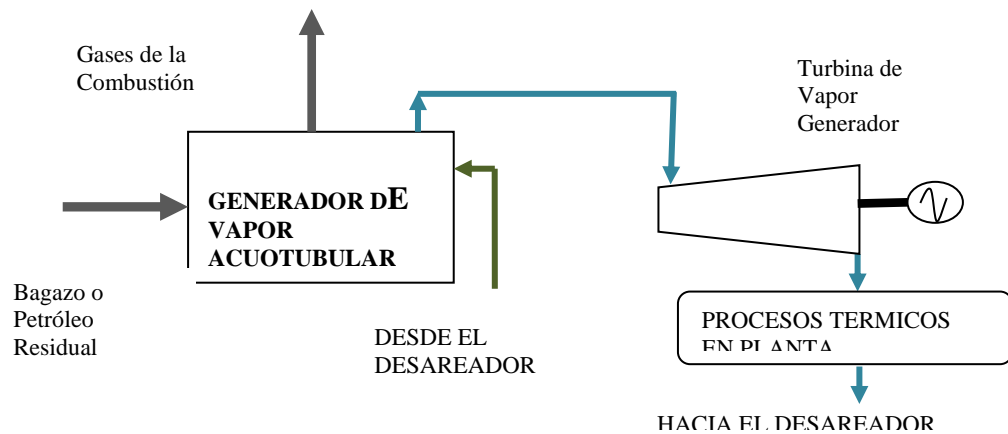 Gases de la
Combustión
Turbina de
Vapor
Generador
GENERADOR DE
VAPOR
ACUOTUBULAR
Bagazo o
Petróleo
Residual
DESDE EL
DESAREADOR
PROCESOS TERMICOS
EN PLANTA
HACIA EL DESAREADOR